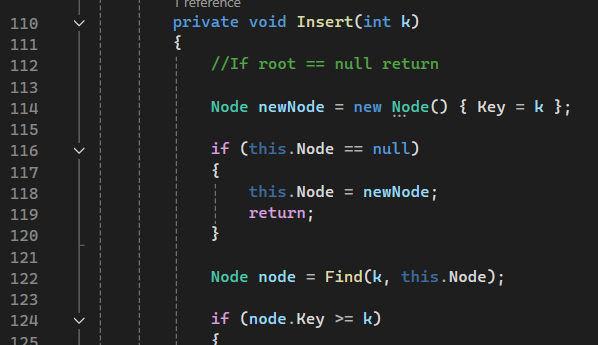 1 reference
110 private void Insert(int k)
111 {
112 //If root == null return
113
114 Node newNode = new Node() { Key = k };
115
116 if (this.Node == null)
117 {
118 this.Node = newNode;
119 return;
120 }
121
122 Node node = Find(k, this.Node);
123
124 if (node.Key >= k)
125 {